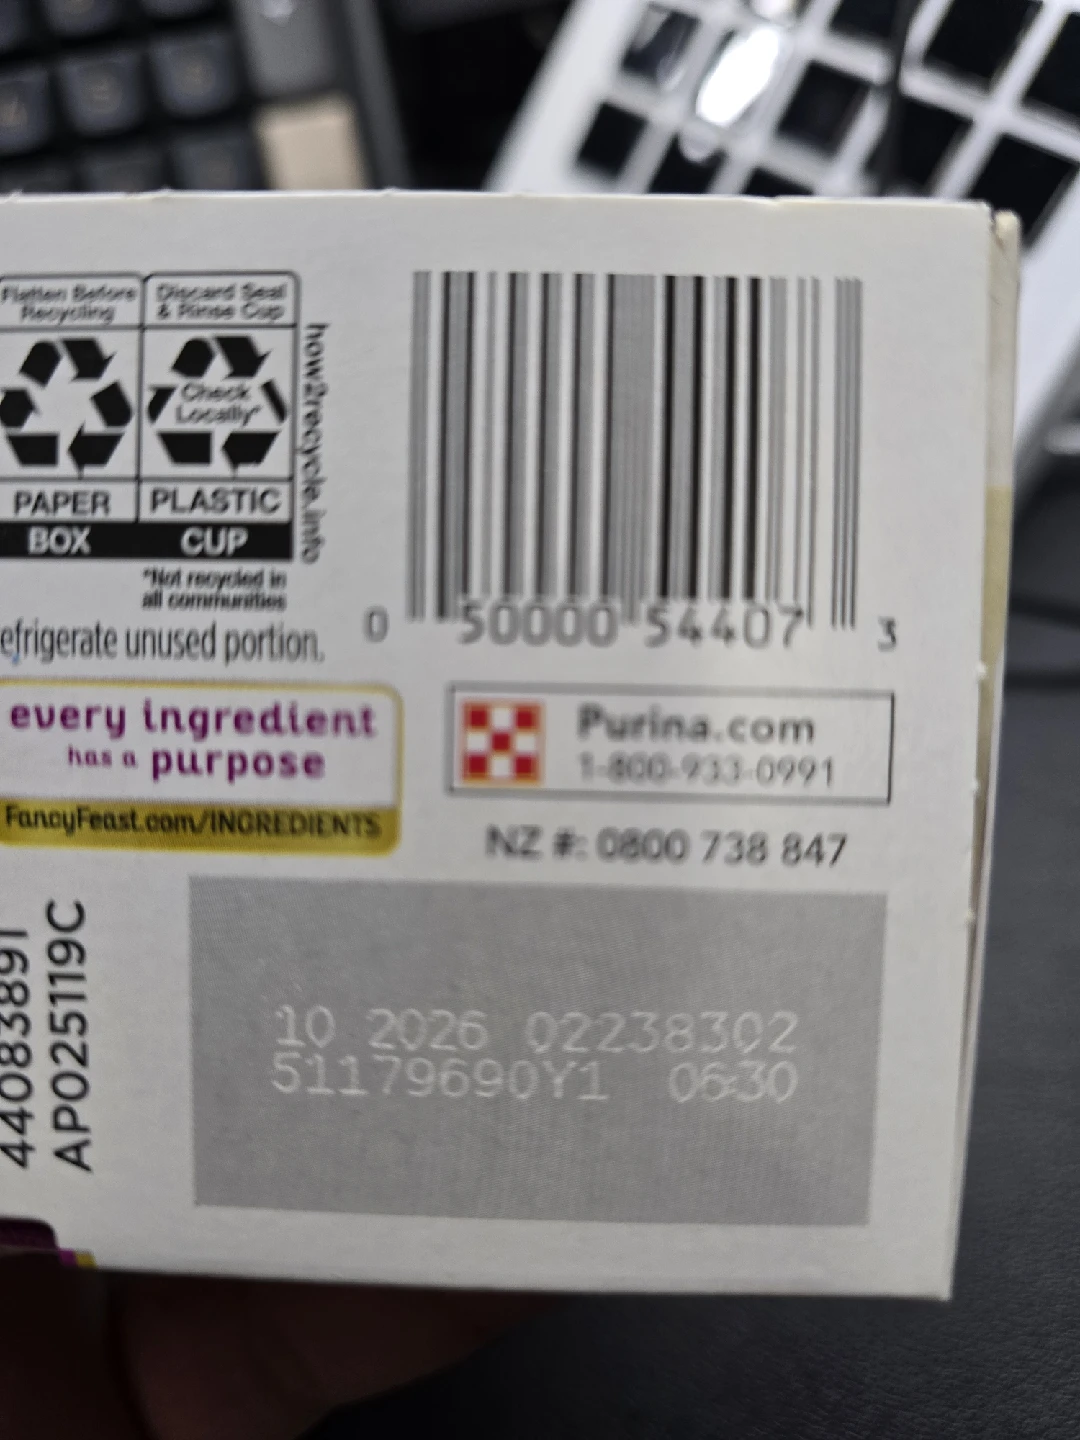 Flatten Before
Recycling
Discard Seal
& Rinse Cup
Check
Locally*
PAPER
PLASTIC
BOX
CUP
how2recycle.info
*Not recycled in
all communities
efrigerate unused portion.
0 50000 54407 3
every ingredient
has a purpose
FancyFeast.com/INGREDIENTS
Purina.com
1-800-933-0991
NZ #: 0800 738 847
AP025119C
10 2026 02238302
51179690Y1 06:30